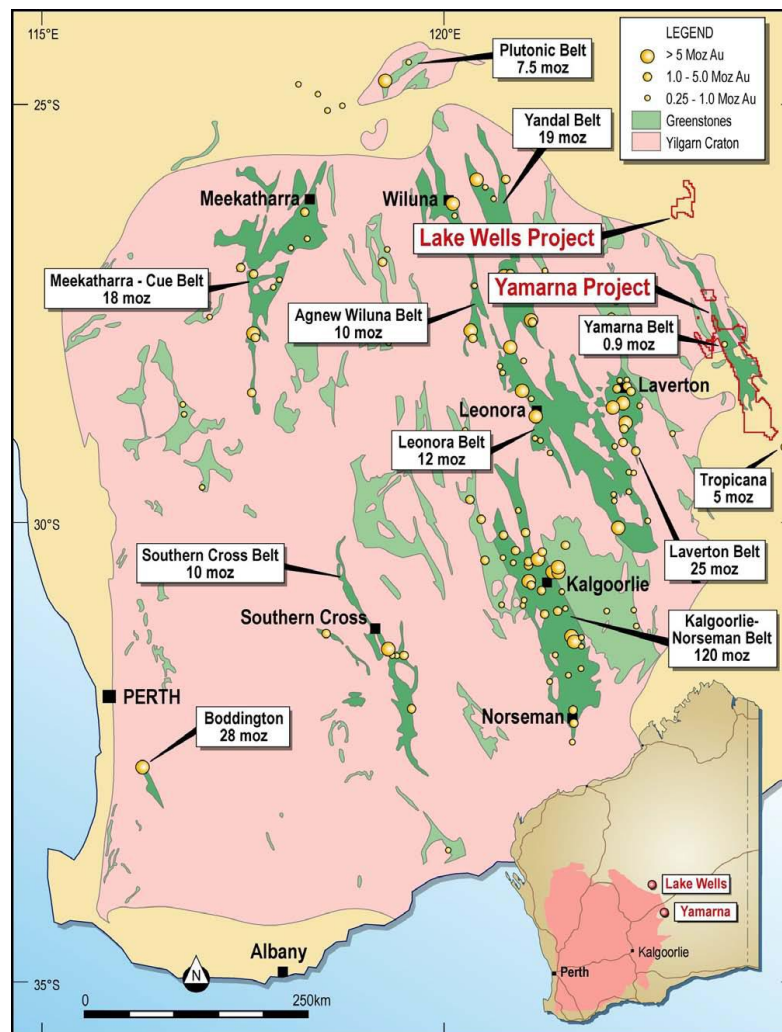 115°E
120°E
25°S
LEGEND
> 5 Moz Au
1.0 - 5.0 Moz Au
0.25 - 1.0 Moz Au
Greenstones
Yilgarn Craton
Plutonic Belt
7.5 moz
Yandal Belt
19 moz
Meekatharra
Wiluna
Lake Wells Project
Meekatharra - Cue Belt
18 moz
Agnew Wiluna Belt
10 moz
Yamarna Project
Yamarna Belt
0.9 moz
Laverton
Leonora
Leonora Belt
12 moz
Tropicana
5 moz
30°S
Laverton Belt
25 moz
Southern Cross Belt
10 moz
Kalgoorlie
Southern Cross
Kalgoorlie-
Norseman Belt
120 moz
PERTH
Norseman
Boddington
28 moz
Lake Wells
Yamarna
Kalgoorlie
Perth
Albany
N
35°S
0
250km